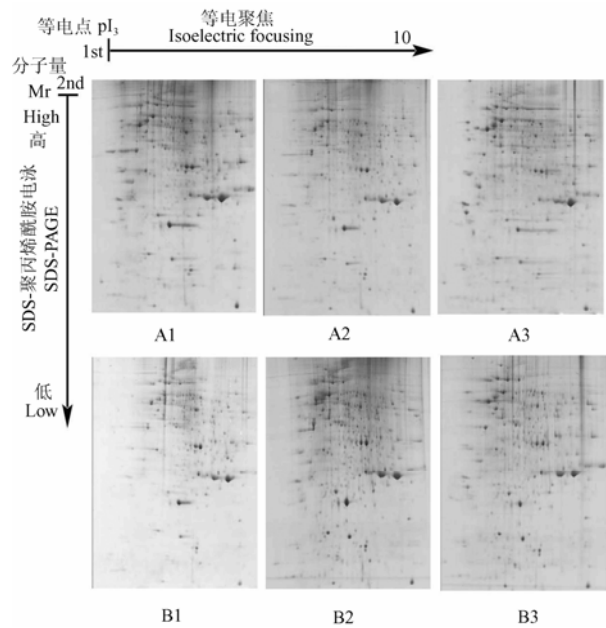 等电点 pI3
等电聚焦
1st
Isoelectric focusing
10
分子量
Mr
2nd
High
高
SDS-聚丙烯酰胺电泳
SDS-PAGE
低
Low
A1
A2
A3
B1
B2
B3